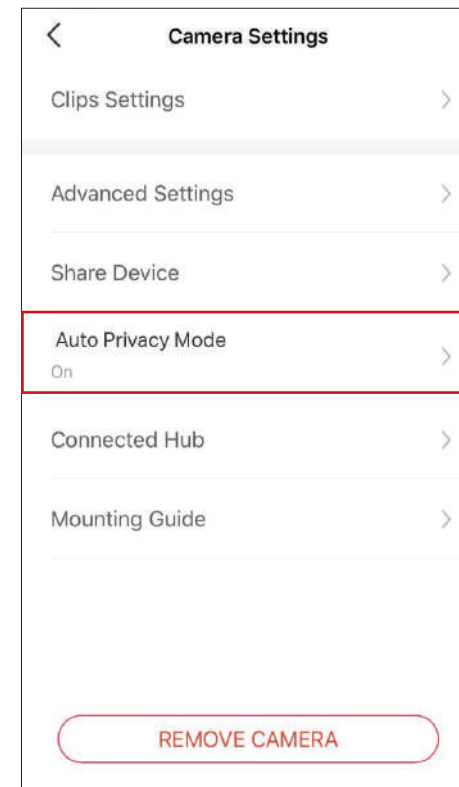 Camera Settings
Clips Settings
Advanced Settings
Share Device
Auto Privacy Mode
On
Connected Hub
Mounting Guide
REMOVE CAMERA